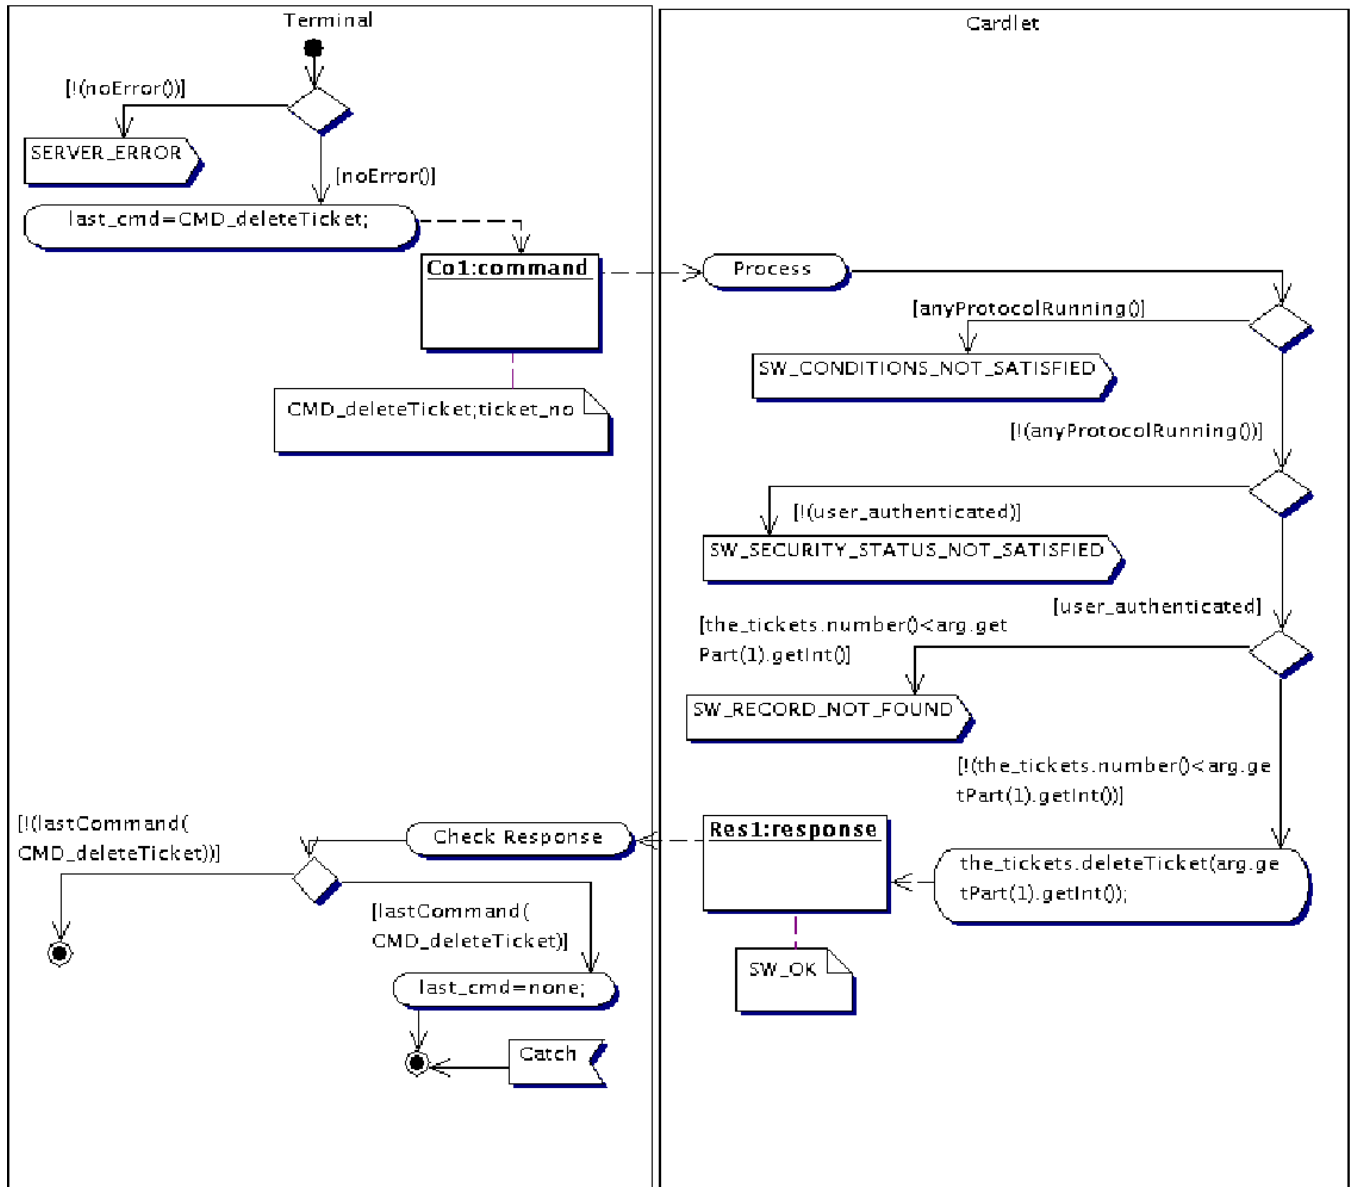 Terminal
Cardlet
[!(noError())]
SERVER_ERROR
[noError()]
last_cmd=CMD_deleteTicket;
Co1:command
Process
[anyProtocolRunning()]
SW_CONDITIONS_NOT_SATISFIED
CMD_deleteTicket;ticket_no
[!(anyProtocolRunning())]
[!(user_authenticated)]
SW_SECURITY_STATUS_NOT_SATISFIED
[user_authenticated]
[the_tickets.number()<arg.get
Part(1).getInt()]
SW_RECORD_NOT_FOUND
[!(the_tickets.number()<arg.ge
tPart(1).getInt())]
[!(lastCommand(
CMD_deleteTicket))]
Check Response
Res1:response
the_tickets.deleteTicket(arg.ge
tPart(1).getInt());
[lastCommand(
CMD_deleteTicket)]
SW_OK
last_cmd=none;
Catch